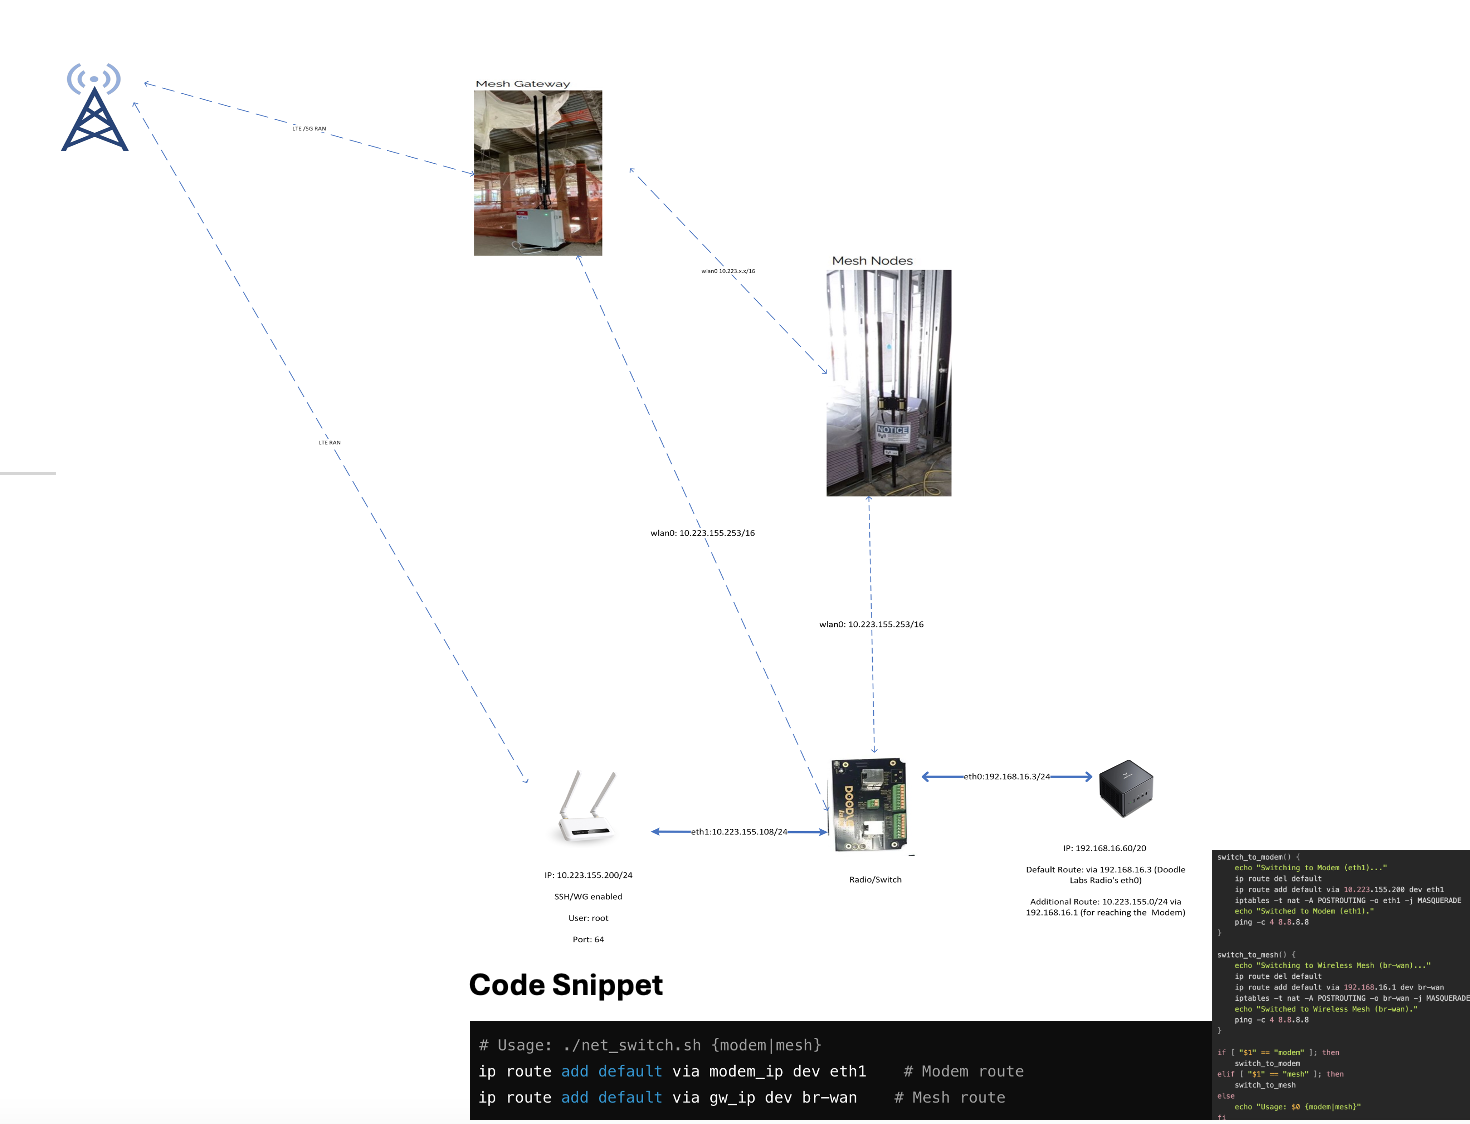 Mesh Gateway
LTE /5G RAN
wlan0 10.223.x.x/16
Mesh Nodes
NOTICE
LTE RAN
wlan0: 10.223.155.253/16
wlan0: 10.223.155.253/16
DOODLE
eth0:192.168.16.3/24
eth1:10.223.155.108/24
IP: 10.223.155.200/24
SSH/WG enabled
User: root
Port: 64
Radio/Switch
IP: 192.168.16.60/20
Default Route: via 192.168.16.3 (Doodle
Labs Radio's eth0)
Additional Route: 10.223.155.0/24 via
192.168.16.1 (for reaching the Modem)
Code Snippet
# Usage: ./net_switch.sh {modem|mesh}
ip route add default via modem_ip dev eth1 # Modem route
ip route add default via gw_ip dev br-wan # Mesh route
switch_to_modem() {
echo "Switching to Modem (eth1)..."
ip route del default
ip route add default via 10.223.155.200 dev eth1
iptables -t nat -A POSTROUTING -o eth1 -j MASQUERADE
echo "Switched to Modem (eth1)."
ping -c 4 8.8.8.8
}
switch_to_mesh() {
echo "Switching to Wireless Mesh (br-wan)..."
ip route del default
ip route add default via 192.168.16.1 dev br-wan
iptables -t nat -A POSTROUTING -o br-wan -j MASQUERADE
echo "Switched to Wireless Mesh (br-wan)."
ping -c 4 8.8.8.8
}
if [ "$1" == "modem" ]; then
switch_to_modem
elif [ "$1" == "mesh" ]; then
switch_to_mesh
else
echo "Usage: $0 {modem|mesh}"
fi